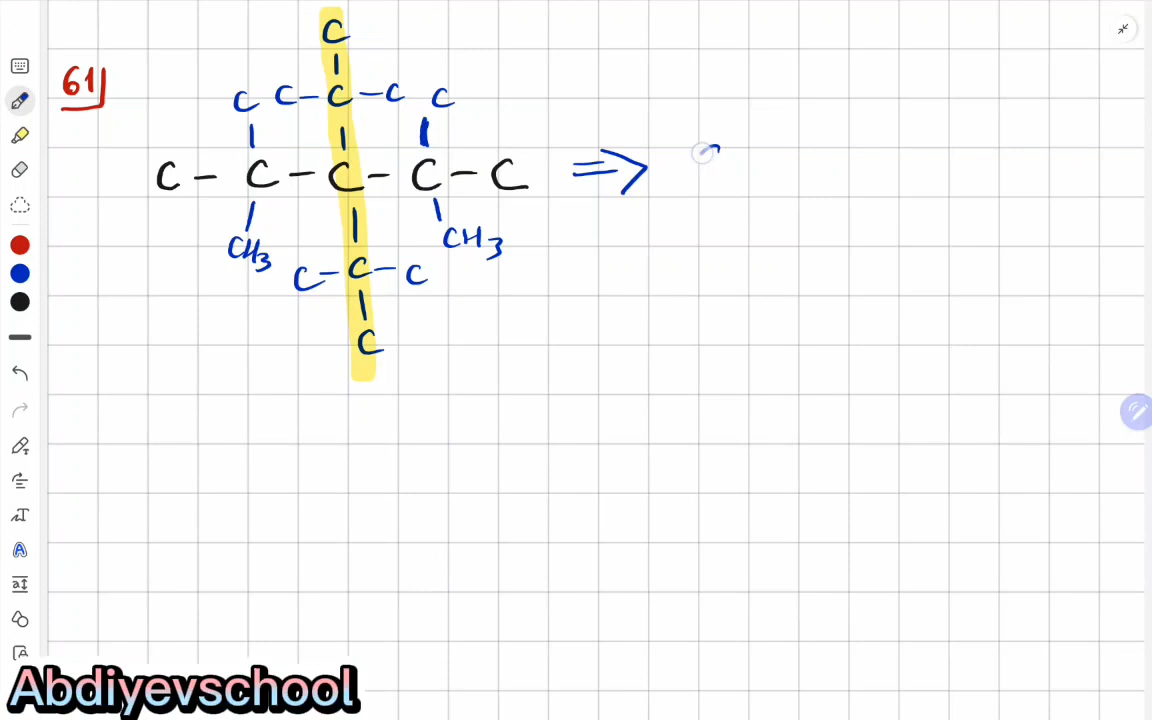 C
61
C C-C-C C
C-C-C-C-C =>
CH3 CH3
C-C-C
C
Abdiyevschool